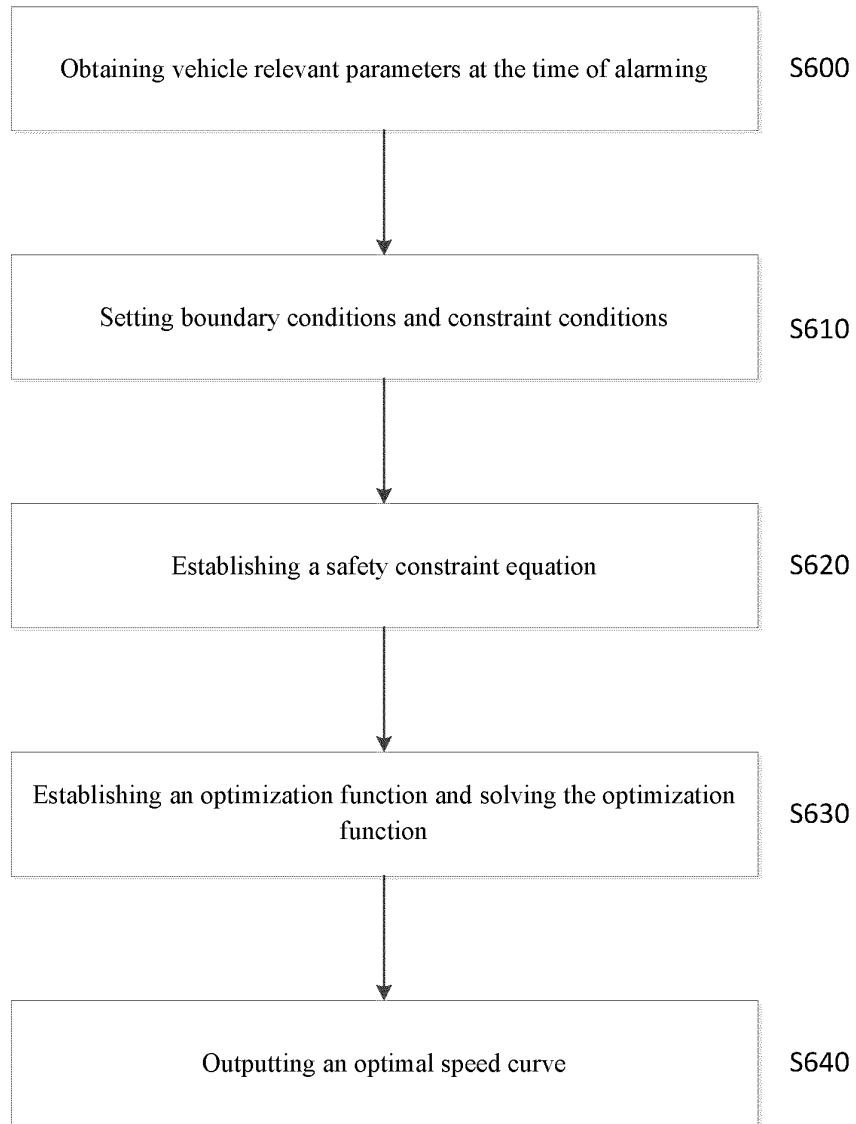 Obtaining vehicle relevant parameters at the time of alarming
S600
Setting boundary conditions and constraint conditions
S610
Establishing a safety constraint equation
S620
Establishing an optimization function and solving the optimization
function
S630
Outputting an optimal speed curve
S640